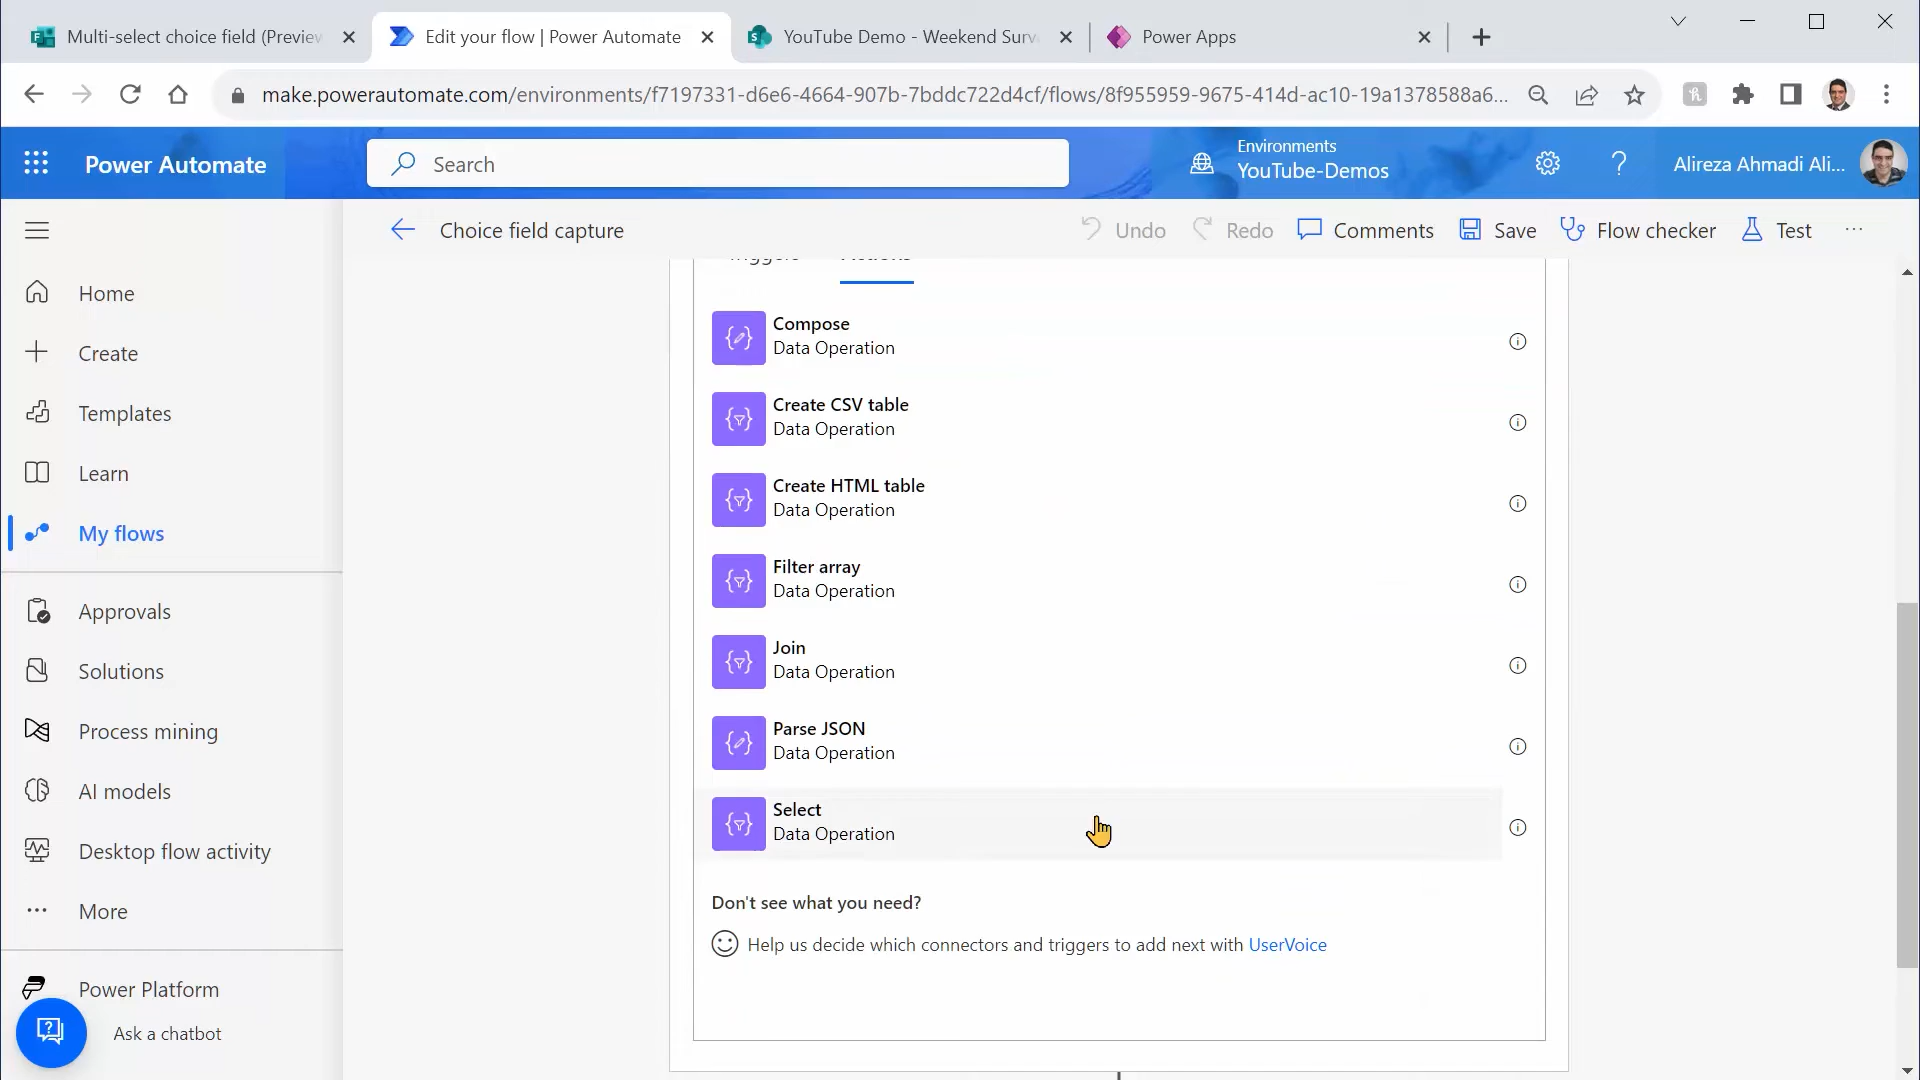 Multi-select choice field (Preview
Edit your flow | Power Automate
YouTube Demo - Weekend Surv
Power Apps
make.powerautomate.com/environments/f7197331-d6e6-4664-907b-7bddc722d4cf/flows/8f955959-9675-414d-ac10-19a1378588a6...
Power Automate
Search
Environments
YouTube-Demos
Alireza Ahmadi Ali...
Choice field capture
Undo
Redo
Comments
Save
Flow checker
Test
Home
Create
Templates
Learn
My flows
Approvals
Solutions
Process mining
AI models
Desktop flow activity
More
Power Platform
Ask a chatbot
Triggers
Actions
Compose
Data Operation
Create CSV table
Data Operation
Create HTML table
Data Operation
Filter array
Data Operation
Join
Data Operation
Parse JSON
Data Operation
Select
Data Operation
Don't see what you need?
Help us decide which connectors and triggers to add next with UserVoice